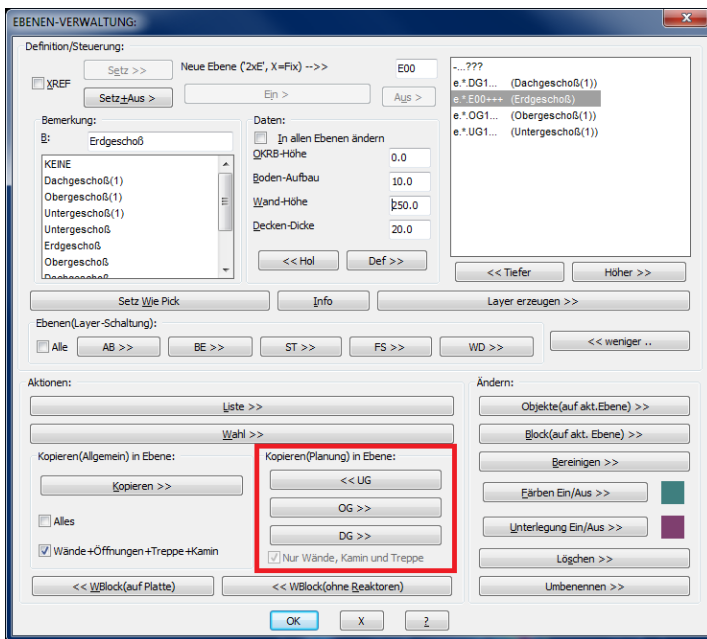 EBENEN-VERWALTUNG:
Definition/Steuerung:
XREF
Setz >>
Neue Ebene ('2xE', X=Fix) -->>
E00
Setz+Aus >
Ein >
Aus >
Bemerkung:
B:
Erdgeschoß
KEINE
Dachgeschoß(1)
Obergeschoß(1)
Untergeschoß(1)
Untergeschoß
Erdgeschoß
Obergeschoß
Dachgeschoß
Daten:
In allen Ebenen ändern
OKRB-Höhe
0.0
Boden-Aufbau
10.0
Wand-Höhe
250.0
Decken-Dicke
20.0
<< Hol
Def >>
-...???
e.*.DG1... (Dachgeschoß(1))
e.*.E00+++ (Erdgeschoß)
e.*.OG1... (Obergeschoß(1))
e.*.UG1... (Untergeschoß(1))
<< Tiefer
Höher >>
Setz Wie Pick
Info
Layer erzeugen >>
Ebenen(Layer-Schaltung):
Alle
AB >>
BE >>
ST >>
FS >>
WD >>
<< weniger ..
Aktionen:
Liste >>
Wahl >>
Kopieren(Allgemein) in Ebene:
Kopieren >>
Alles
Wände+Öffnungen+Treppe+Kamin
Kopieren(Planung) in Ebene:
<< UG
OG >>
DG >>
Nur Wände, Kamin und Treppe
<< WBlock(auf Platte)
<< WBlock(ohne Reaktoren)
Ändern:
Objekte(auf akt.Ebene) >>
Block(auf akt. Ebene) >>
Bereinigen >>
Färben Ein/Aus >>
Unterlegung Ein/Aus >>
Löschen >>
Umbenennen >>
OK
X
?